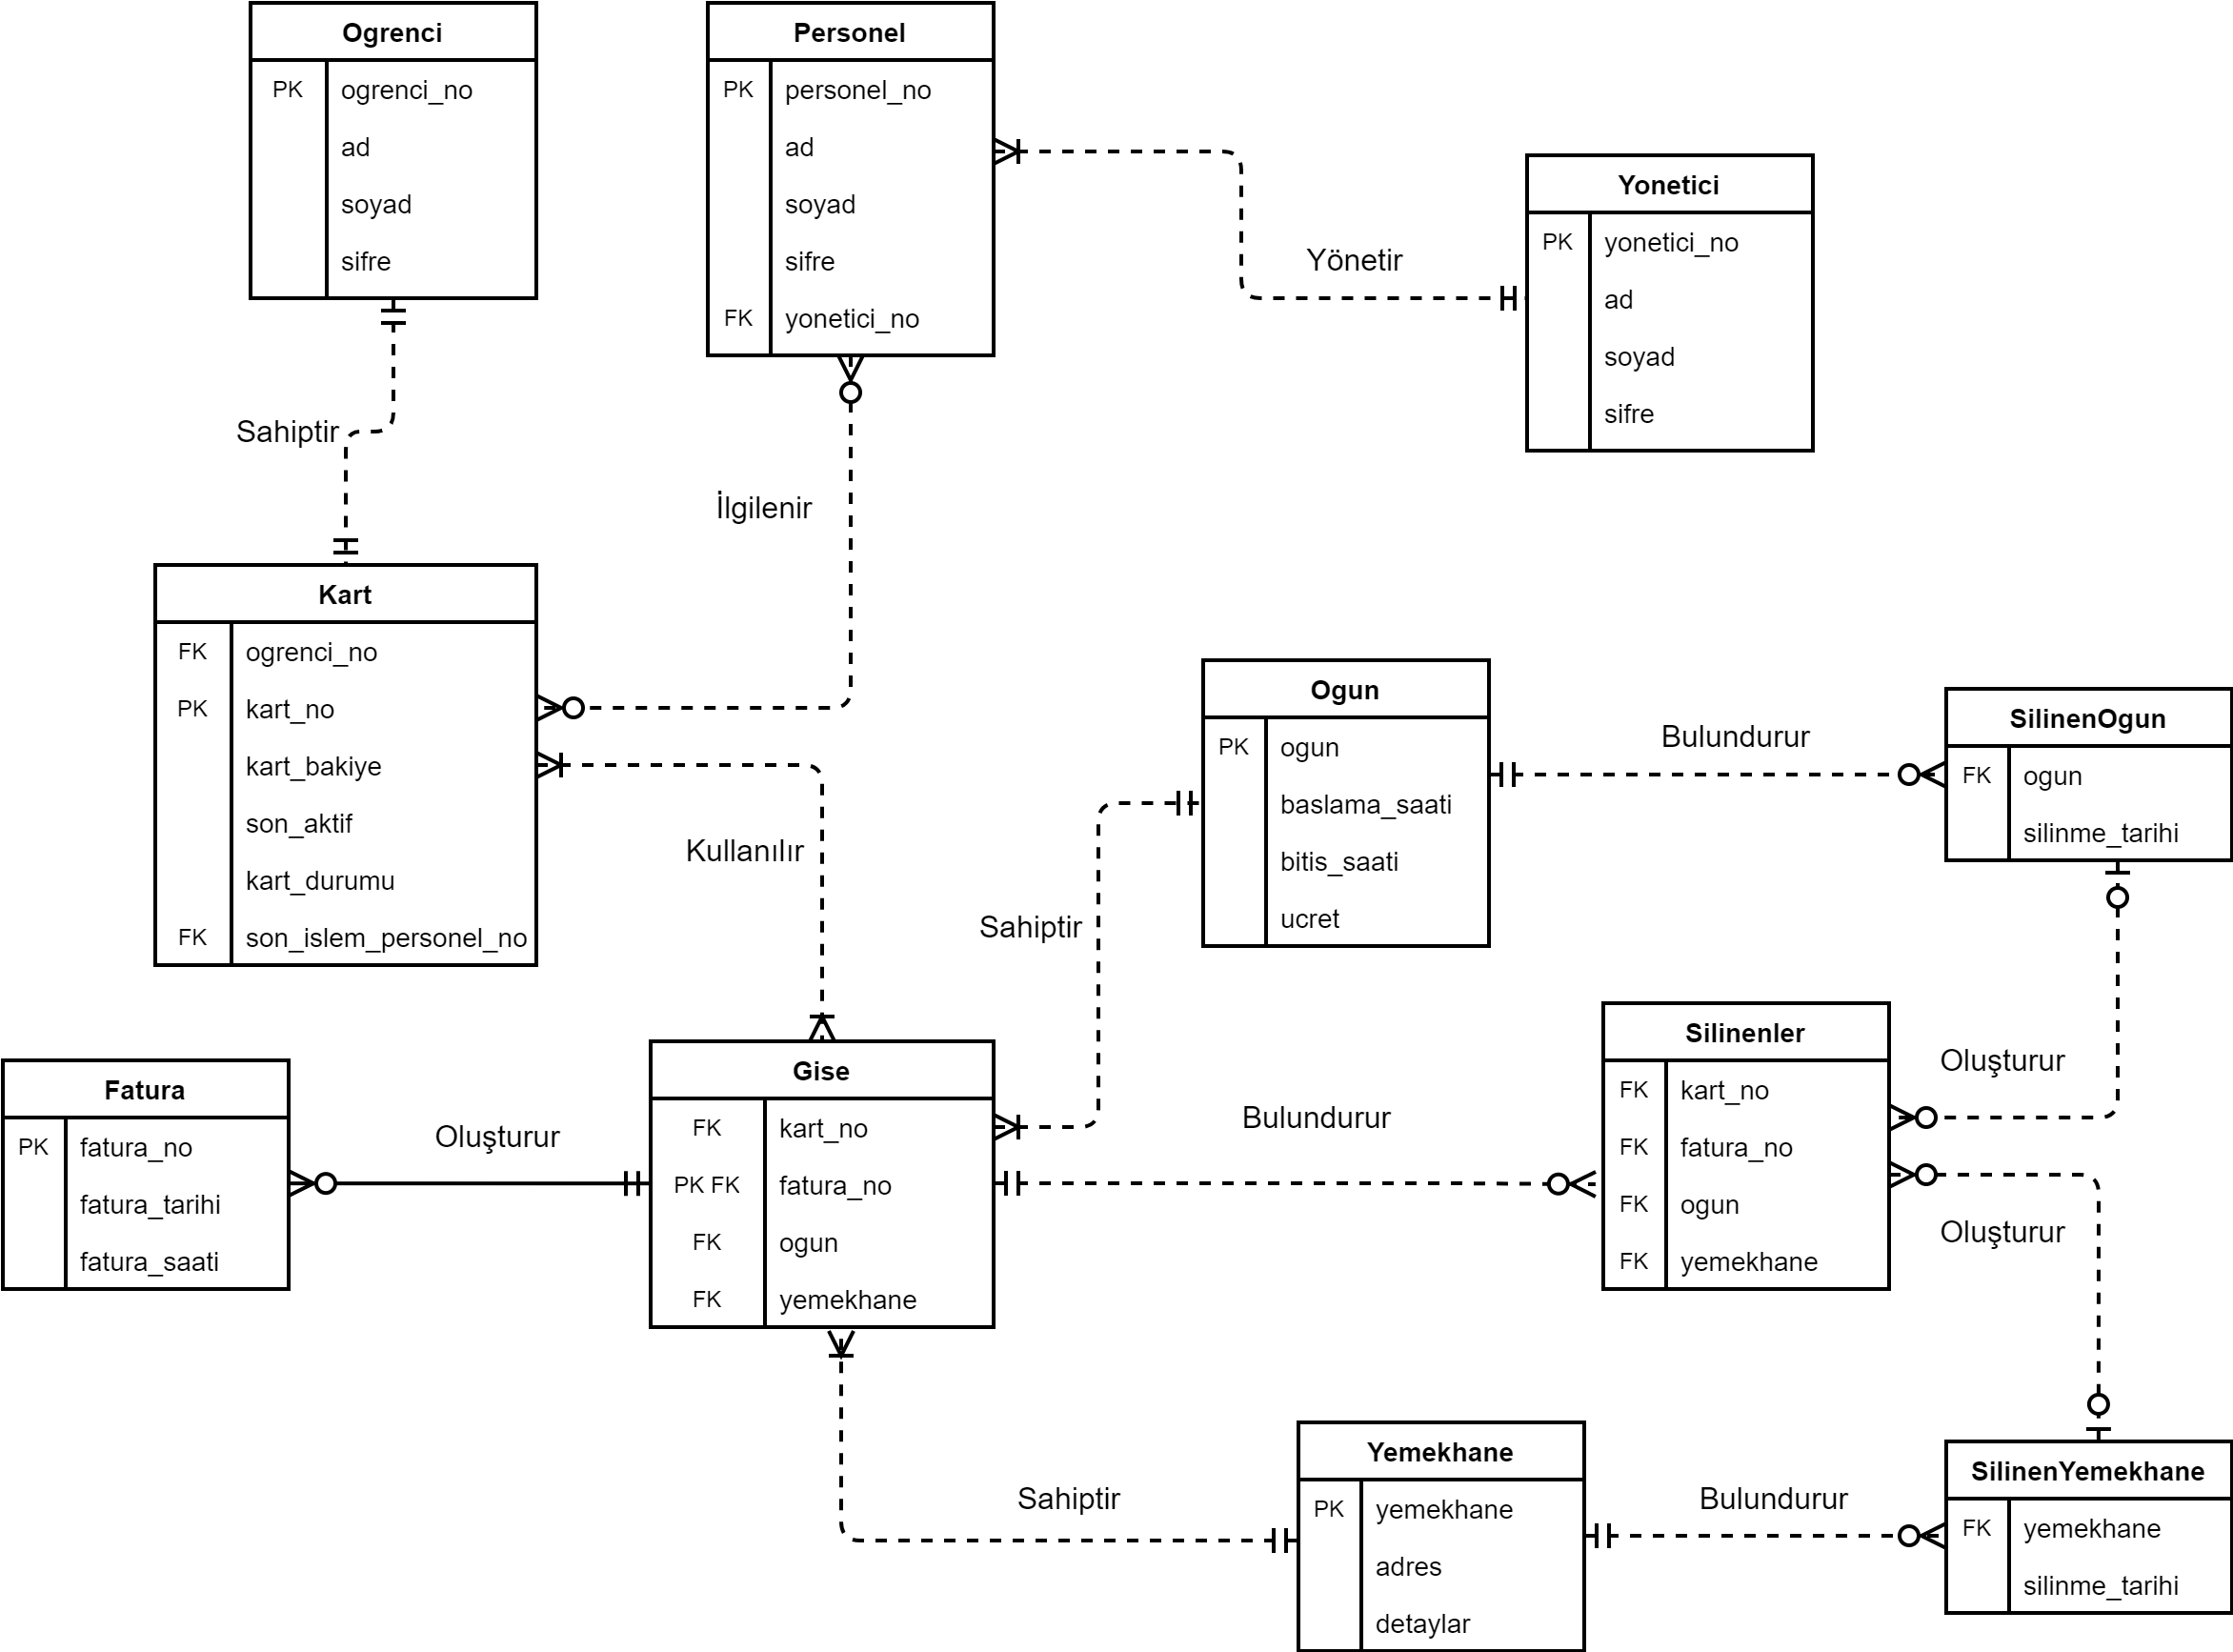 Ogrenci
PK ogrenci_no
ad
soyad
sifre
Personel
PK personel_no
ad
soyad
sifre
FK yonetici_no
Yönetir
Yonetici
PK yonetici_no
ad
soyad
sifre
Sahiptir
İlgilenir
Kart
FK ogrenci_no
PK kart_no
kart_bakiye
son_aktif
kart_durumu
FK son_islem_personel_no
Kullanılır
Ogun
PK ogun
baslama_saati
bitis_saati
ucret
Bulundurur
SilinenOgun
FK ogun
silinme_tarihi
Sahiptir
Fatura
PK fatura_no
fatura_tarihi
fatura_saati
Oluşturur
Gise
FK kart_no
PK FK fatura_no
FK ogun
FK yemekhane
Bulundurur
Silinenler
FK kart_no
FK fatura_no
FK ogun
FK yemekhane
Oluşturur
Oluşturur
Sahiptir
Yemekhane
PK yemekhane
adres
detaylar
Bulundurur
SilinenYemekhane
FK yemekhane
silinme_tarihi